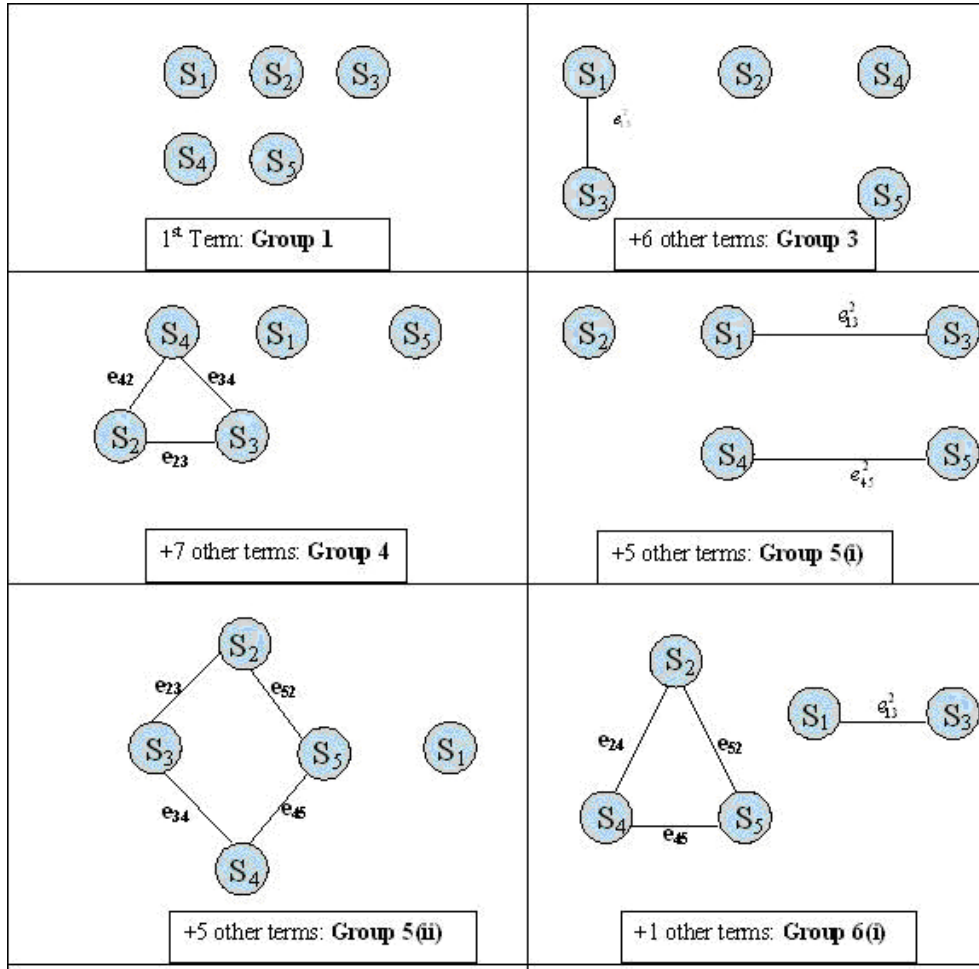 S₁ S₂ S₃
S₄ S₅
1ˢᵗ Term: Group 1
S₁ S₂ S₄
S₃ S₅
+6 other terms: Group 3
S₄ S₁ S₅
e₄₂ e₃₄
S₂ S₃
e₂₃
+7 other terms: Group 4
S₂ S₁ e²₁₃ S₃
S₄ S₅
e²₄₅
+5 other terms: Group 5(i)
S₂
e₂₃ e₅₂
S₃ S₅ S₁
e₃₄ e₄₅
S₄
+5 other terms: Group 5(ii)
S₂
S₁ e²₁₃ S₃
e₂₄ e₅₂
S₄ S₅
e₄₅
+1 other terms: Group 6(i)